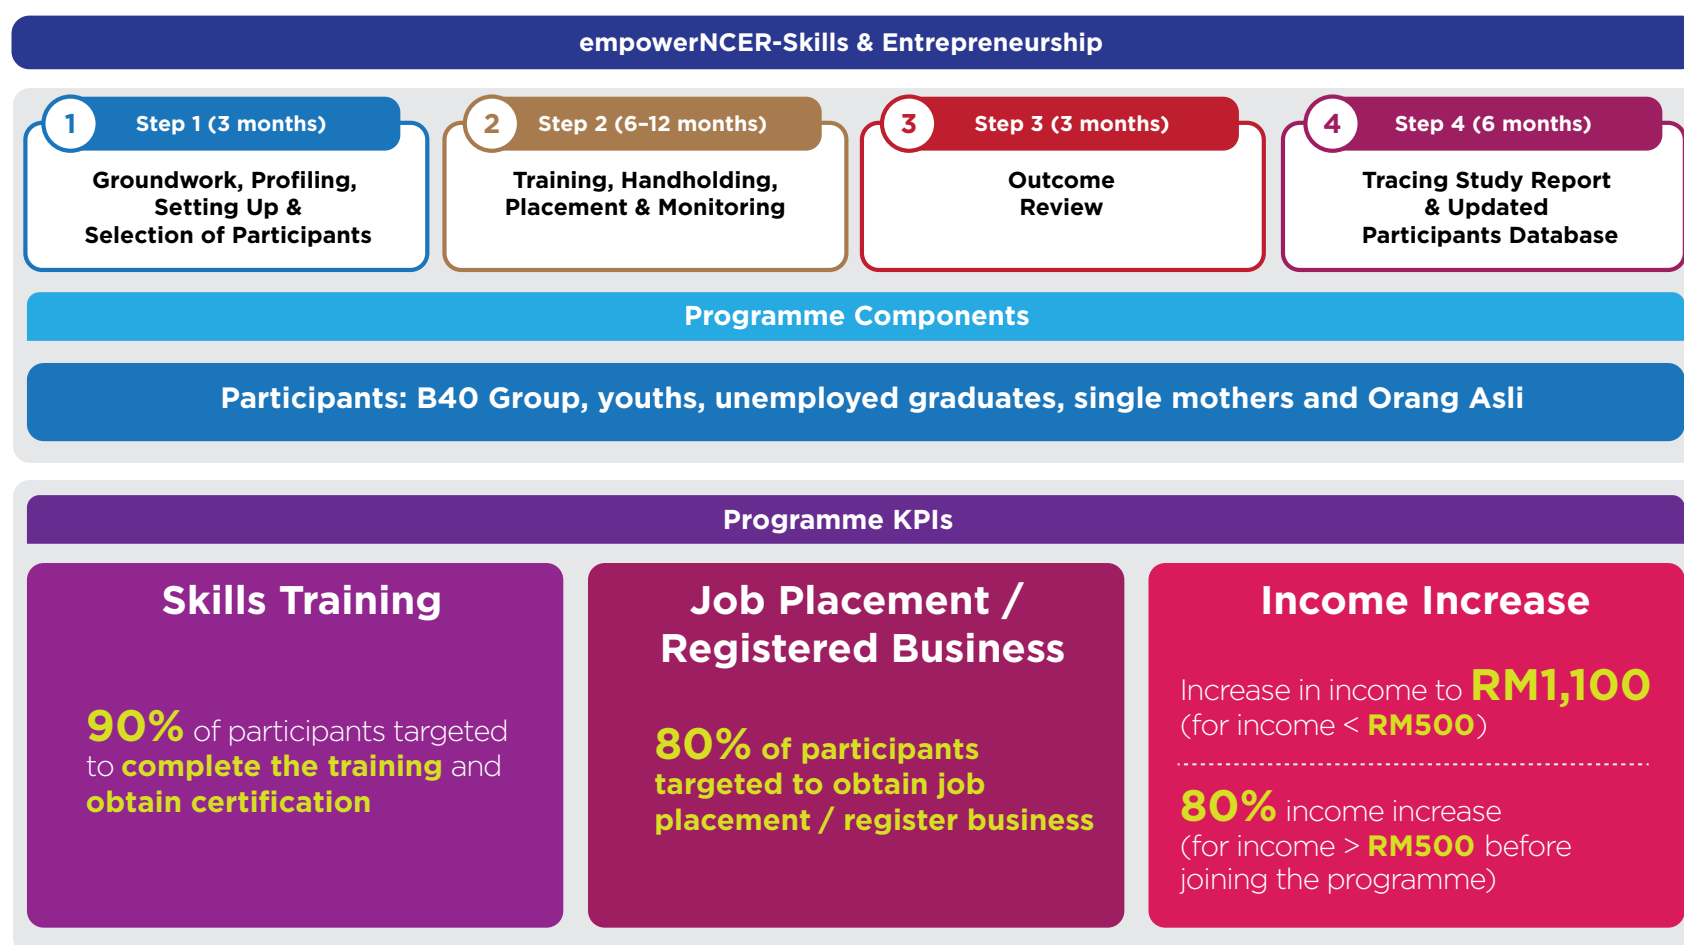 empowerNCER-Skills & Entrepreneurship
1
Step 1 (3 months)
Groundwork, Profiling,
Setting Up &
Selection of Participants
2
Step 2 (6–12 months)
Training, Handholding,
Placement & Monitoring
3
Step 3 (3 months)
Outcome
Review
4
Step 4 (6 months)
Tracing Study Report
& Updated
Participants Database
Programme Components
Participants: B40 Group, youths, unemployed graduates, single mothers and Orang Asli
Programme KPIs
Skills Training
90% of participants targeted
to complete the training and
obtain certification
Job Placement /
Registered Business
80% of participants
targeted to obtain job
placement / register business
Income Increase
Increase in income to RM1,100
(for income < RM500)
80% income increase
(for income > RM500 before
joining the programme)